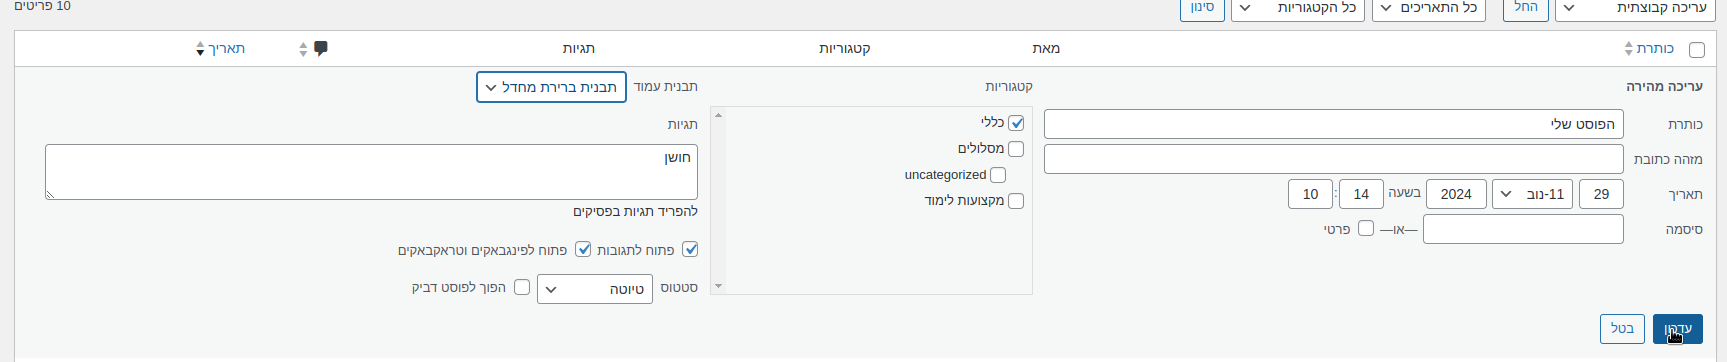 עריכה קבוצתית החל כל התאריכים כל הקטגוריות סינון 10 פריטים
כותרת מאת קטגוריות תגיות תאריך
עריכה מהירה
כותרת הפוסט שלי
מזהה כתובת
תאריך 29 11-נוב 2024 בשעה 14 : 10
סיסמה —או— פרטי
קטגוריות
כללי
מסלולים
uncategorized
מקצועות לימוד
תבנית עמוד תבנית ברירת מחדל
תגיות
חושן
להפריד תגיות בפסיקים
פתוח לתגובות פתוח לפינגבאקים וטראקבאקים
סטטוס טיוטה הפוך לפוסט דביק
עדכון בטל